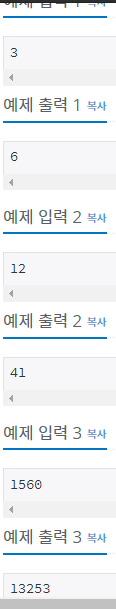 3
예제 출력 1 복사
6
예제 입력 2 복사
12
예제 출력 2 복사
41
예제 입력 3 복사
1560
예제 출력 3 복사
13253